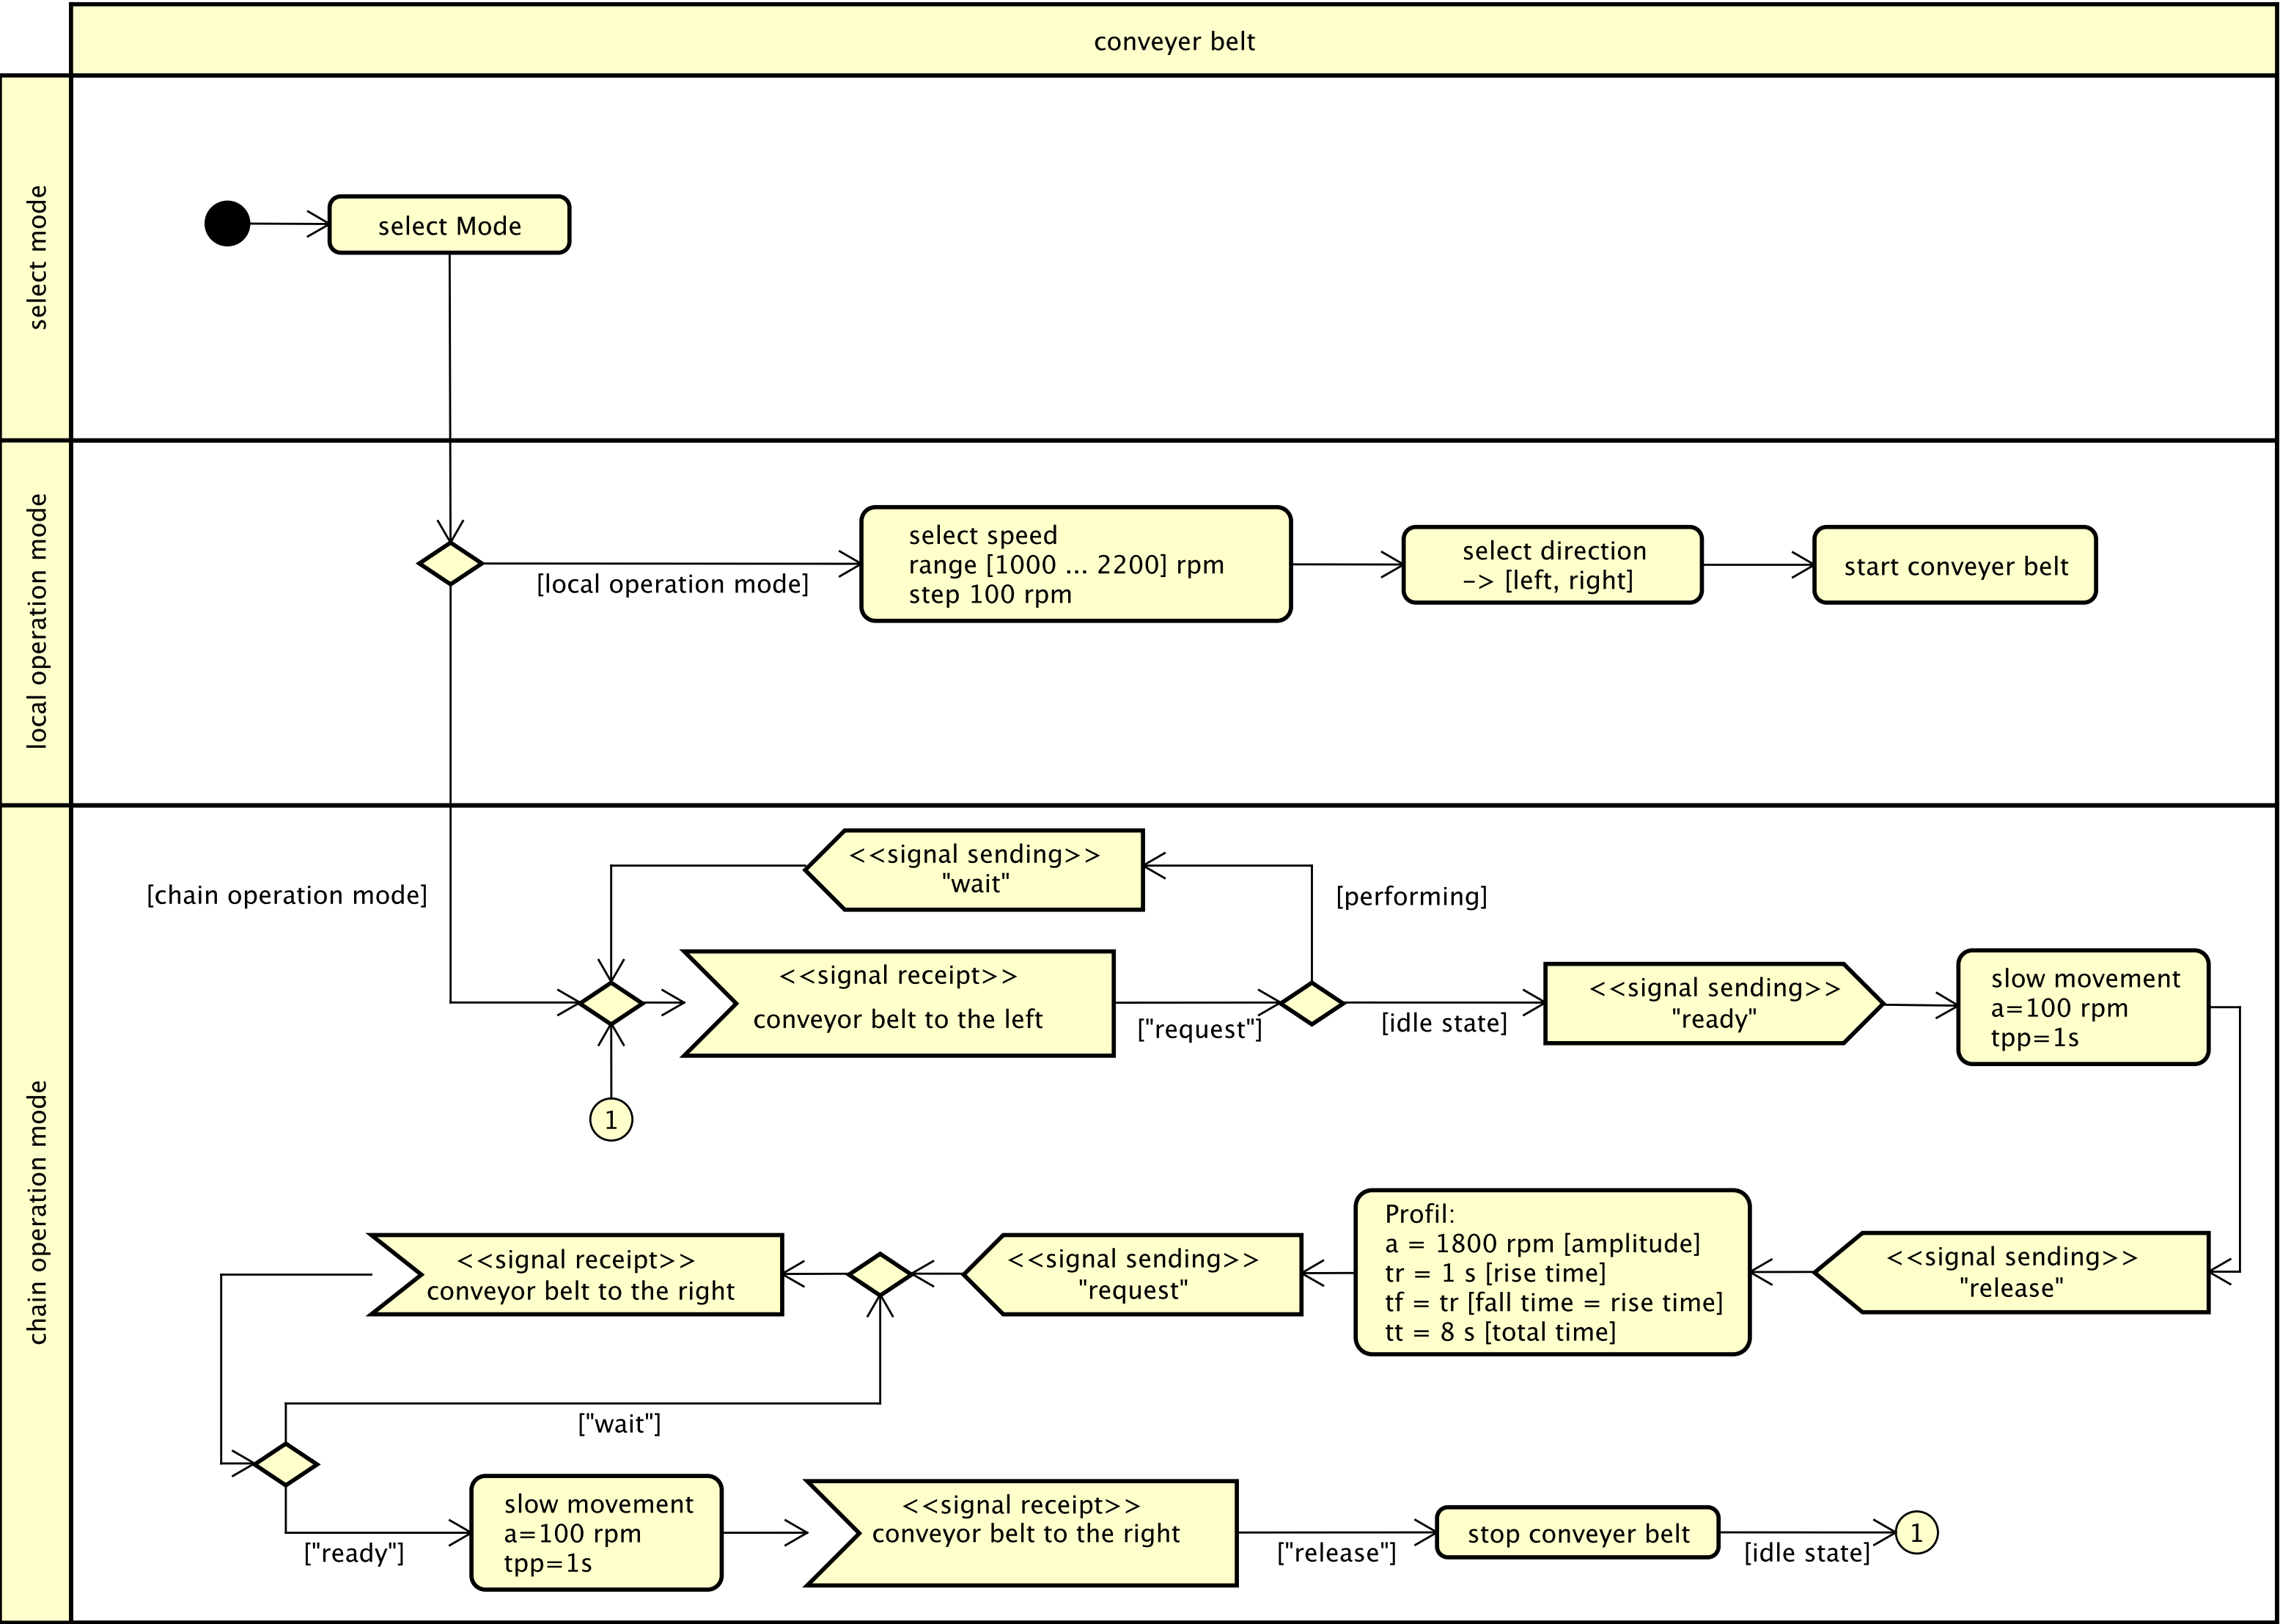 conveyer belt
select mode
select Mode
local operation mode
[local operation mode]
select speed
range [1000 ... 2200] rpm
step 100 rpm
select direction
-> [left, right]
start conveyer belt
chain operation mode
[chain operation mode]
<<signal sending>>
"wait"
[performing]
<<signal receipt>>
conveyor belt to the left
["request"]
[idle state]
<<signal sending>>
"ready"
slow movement
a=100 rpm
tpp=1s
1
<<signal receipt>>
conveyor belt to the right
<<signal sending>>
"request"
Profil:
a = 1800 rpm [amplitude]
tr = 1 s [rise time]
tf = tr [fall time = rise time]
tt = 8 s [total time]
<<signal sending>>
"release"
["wait"]
["ready"]
slow movement
a=100 rpm
tpp=1s
<<signal receipt>>
conveyor belt to the right
["release"]
stop conveyer belt
[idle state]
1